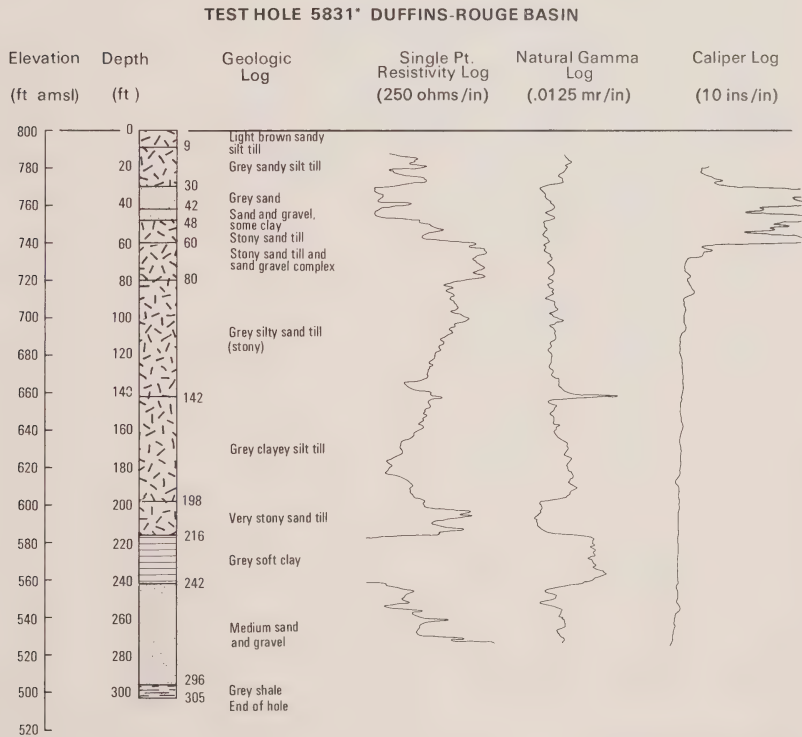 TEST HOLE 5831* DUFFINS-ROUGE BASIN
Elevation
(ft amsl)
Depth
(ft)
Geologic
Log
Single Pt.
Resistivity Log
(250 ohms/in)
Natural Gamma
Log
(.0125 mr/in)
Caliper Log
(10 ins/in)
800
780
760
740
720
700
680
660
640
620
600
580
560
540
520
500
520
0
20
40
60
80
100
120
140
160
180
200
220
240
260
280
300
9
30
42
48
60
80
142
198
216
242
296
305
Light brown sandy
silt till
Grey sandy silt till
Grey sand
Sand and gravel,
some clay
Stony sand till
Stony sand till and
sand gravel complex
Grey silty sand till
(stony)
Grey clayey silt till
Very stony sand till
Grey soft clay
Medium sand
and gravel
Grey shale
End of hole